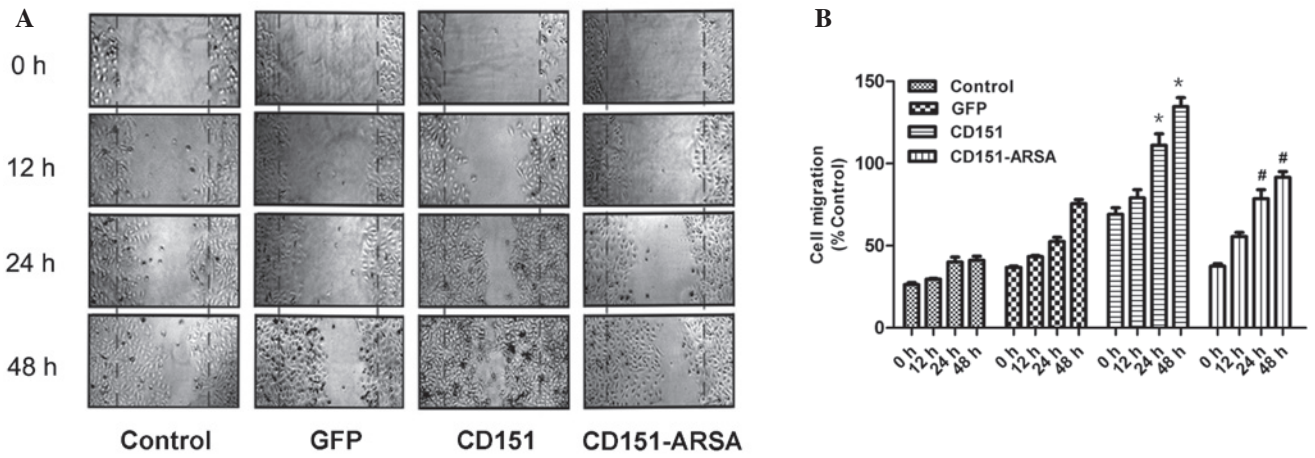 A
0 h
12 h
24 h
48 h
Control GFP CD151 CD151-ARSA
B
Cell migration
(% Control)
150
100
50
0
Control
GFP
CD151
CD151-ARSA
* * # #
0 h 12 h 24 h 48 h 0 h 12 h 24 h 48 h 0 h 12 h 24 h 48 h 0 h 12 h 24 h 48 h